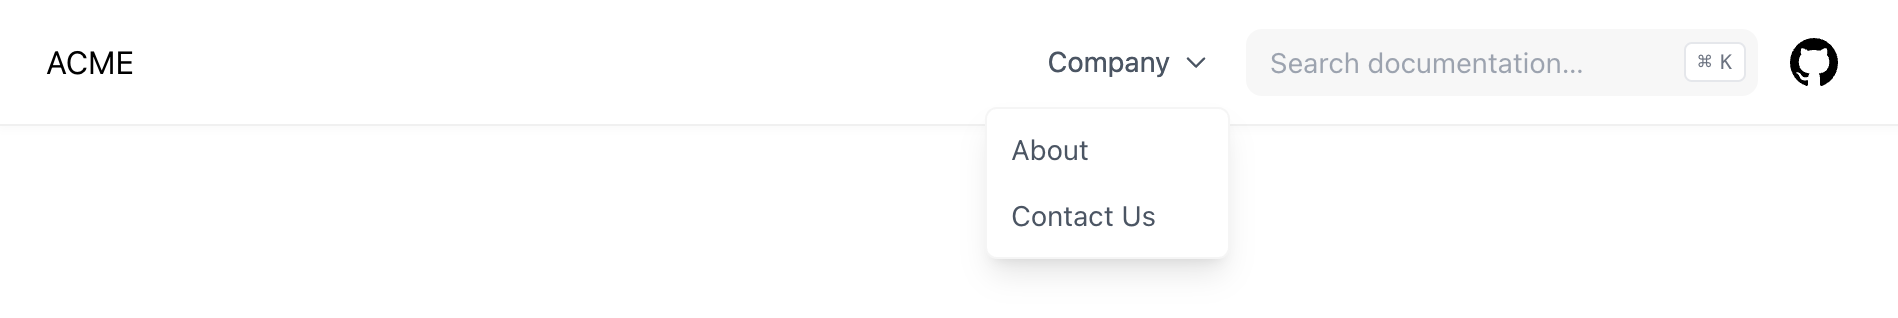 ACME
Company
Search documentation...
⌘ K
About
Contact Us